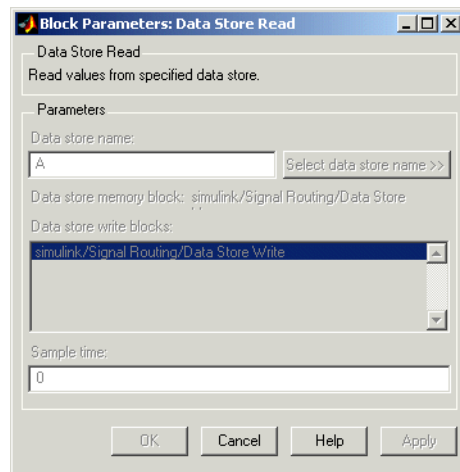 Block Parameters: Data Store Read
Data Store Read
Read values from specified data store.
Parameters
Data store name:
A
Select data store name >>
Data store memory block: simulink/Signal Routing/Data Store
Data store write blocks:
simulink/Signal Routing/Data Store Write
Sample time:
0
OK Cancel Help Apply